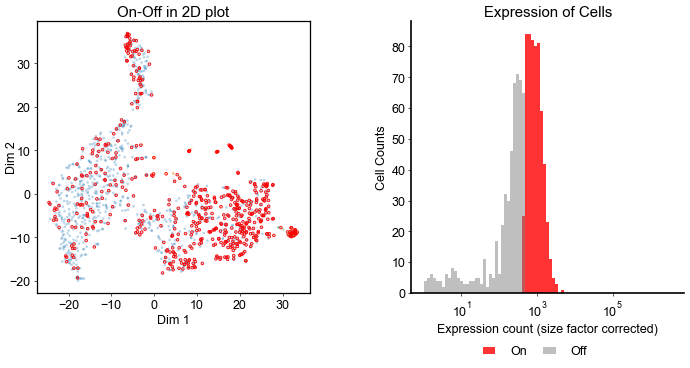 On-Off in 2D plot
Dim 2
30
20
10
0
−10
−20
−20 −10 0 10 20 30
Dim 1
Expression of Cells
Cell Counts
80
70
60
50
40
30
20
10
0
10^1 10^3 10^5
Expression count (size factor corrected)
On Off